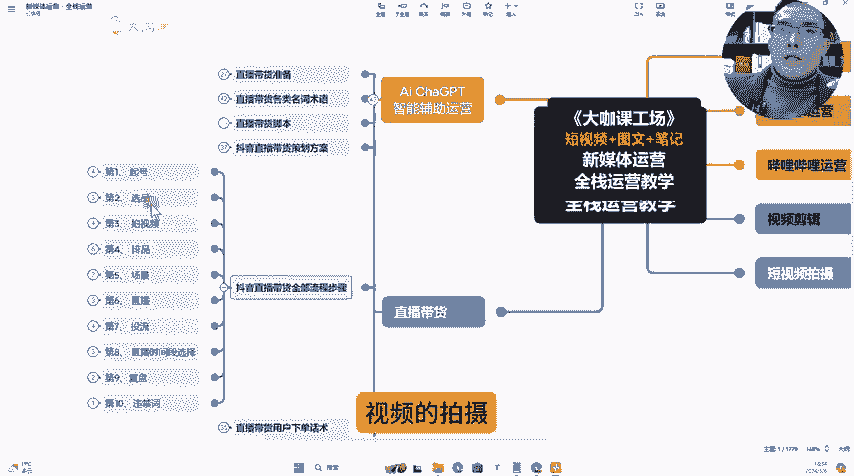 新媒体运营·全栈运营
直播带货准备
直播带货各类名词术语
直播带货脚本
抖音直播带货策划方案
Ai ChaGPT
智能辅助运营
《大咖课工场》
短视频+图文+笔记
新媒体运营
全栈运营教学
全栈运营教学
运营
哔哩哔哩运营
视频剪辑
短视频拍摄
第1、起号
第2、选品
第3、拍视频
第4、排品
第5、场景
第6、直播
第7、投流
第8、直播时间段选择
第9、复盘
第10、违禁词
抖音直播带货全部流程步骤
直播带货
直播带货用户下单话术
视频的拍摄
搜索